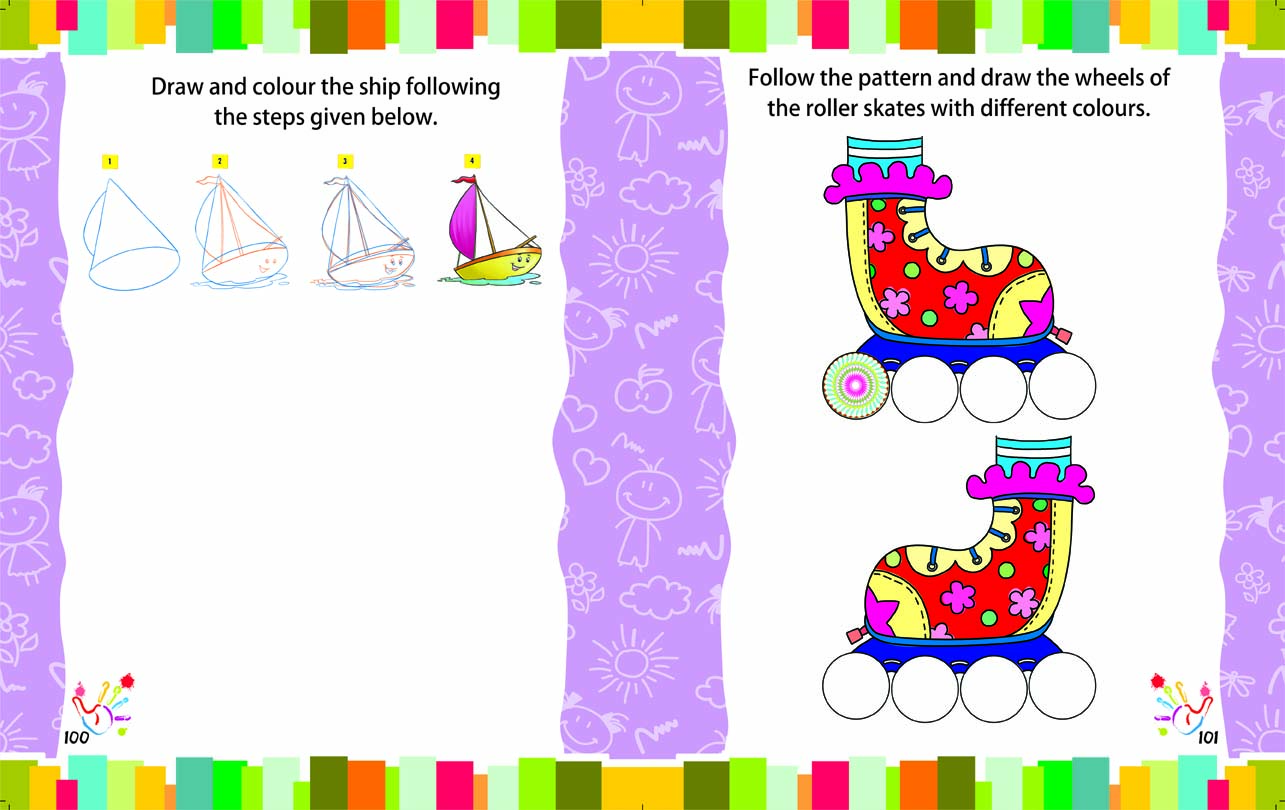 Draw and colour the ship following
the steps given below.
1
2
3
4
100
Follow the pattern and draw the wheels of
the roller skates with different colours.
101